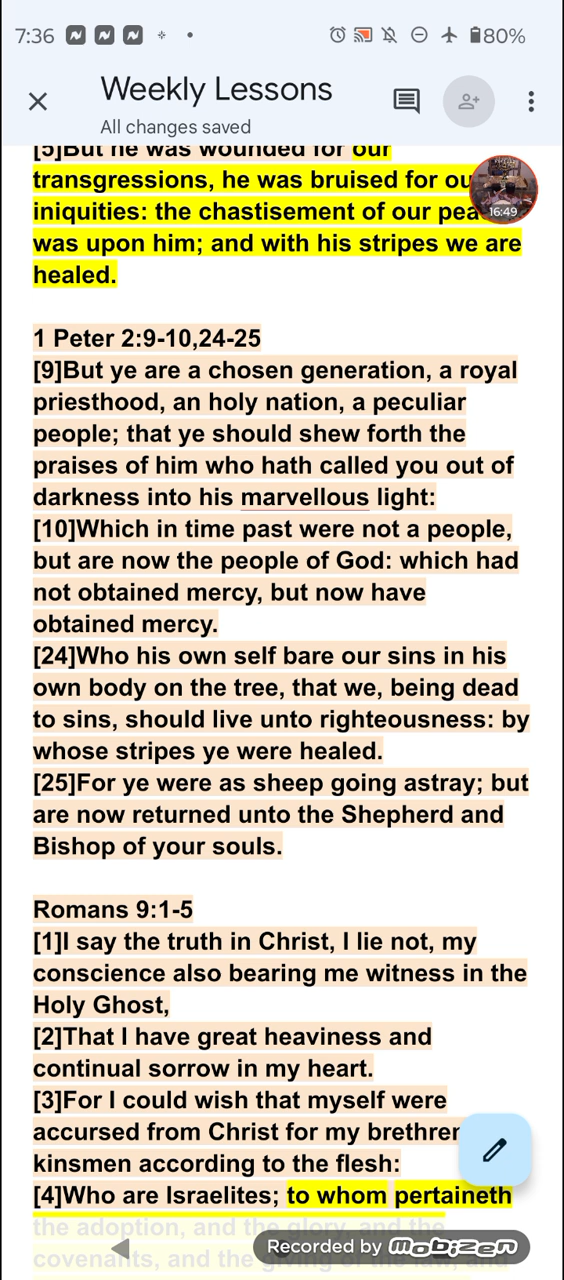 7:36
80%
Weekly Lessons
All changes saved
[5]But he was wounded for our
transgressions, he was bruised for ou
16:49
iniquities: the chastisement of our pea
was upon him; and with his stripes we are
healed.
1 Peter 2:9-10,24-25
[9]But ye are a chosen generation, a royal
priesthood, an holy nation, a peculiar
people; that ye should shew forth the
praises of him who hath called you out of
darkness into his marvellous light:
[10]Which in time past were not a people,
but are now the people of God: which had
not obtained mercy, but now have
obtained mercy.
[24]Who his own self bare our sins in his
own body on the tree, that we, being dead
to sins, should live unto righteousness: by
whose stripes ye were healed.
[25]For ye were as sheep going astray; but
are now returned unto the Shepherd and
Bishop of your souls.
Romans 9:1-5
[1]I say the truth in Christ, I lie not, my
conscience also bearing me witness in the
Holy Ghost,
[2]That I have great heaviness and
continual sorrow in my heart.
[3]For I could wish that myself were
accursed from Christ for my brethren
kinsmen according to the flesh:
[4]Who are Israelites; to whom pertaineth
the adoption, and the glory, and the
covenants, and the giving of the law, and
Recorded by mobizen